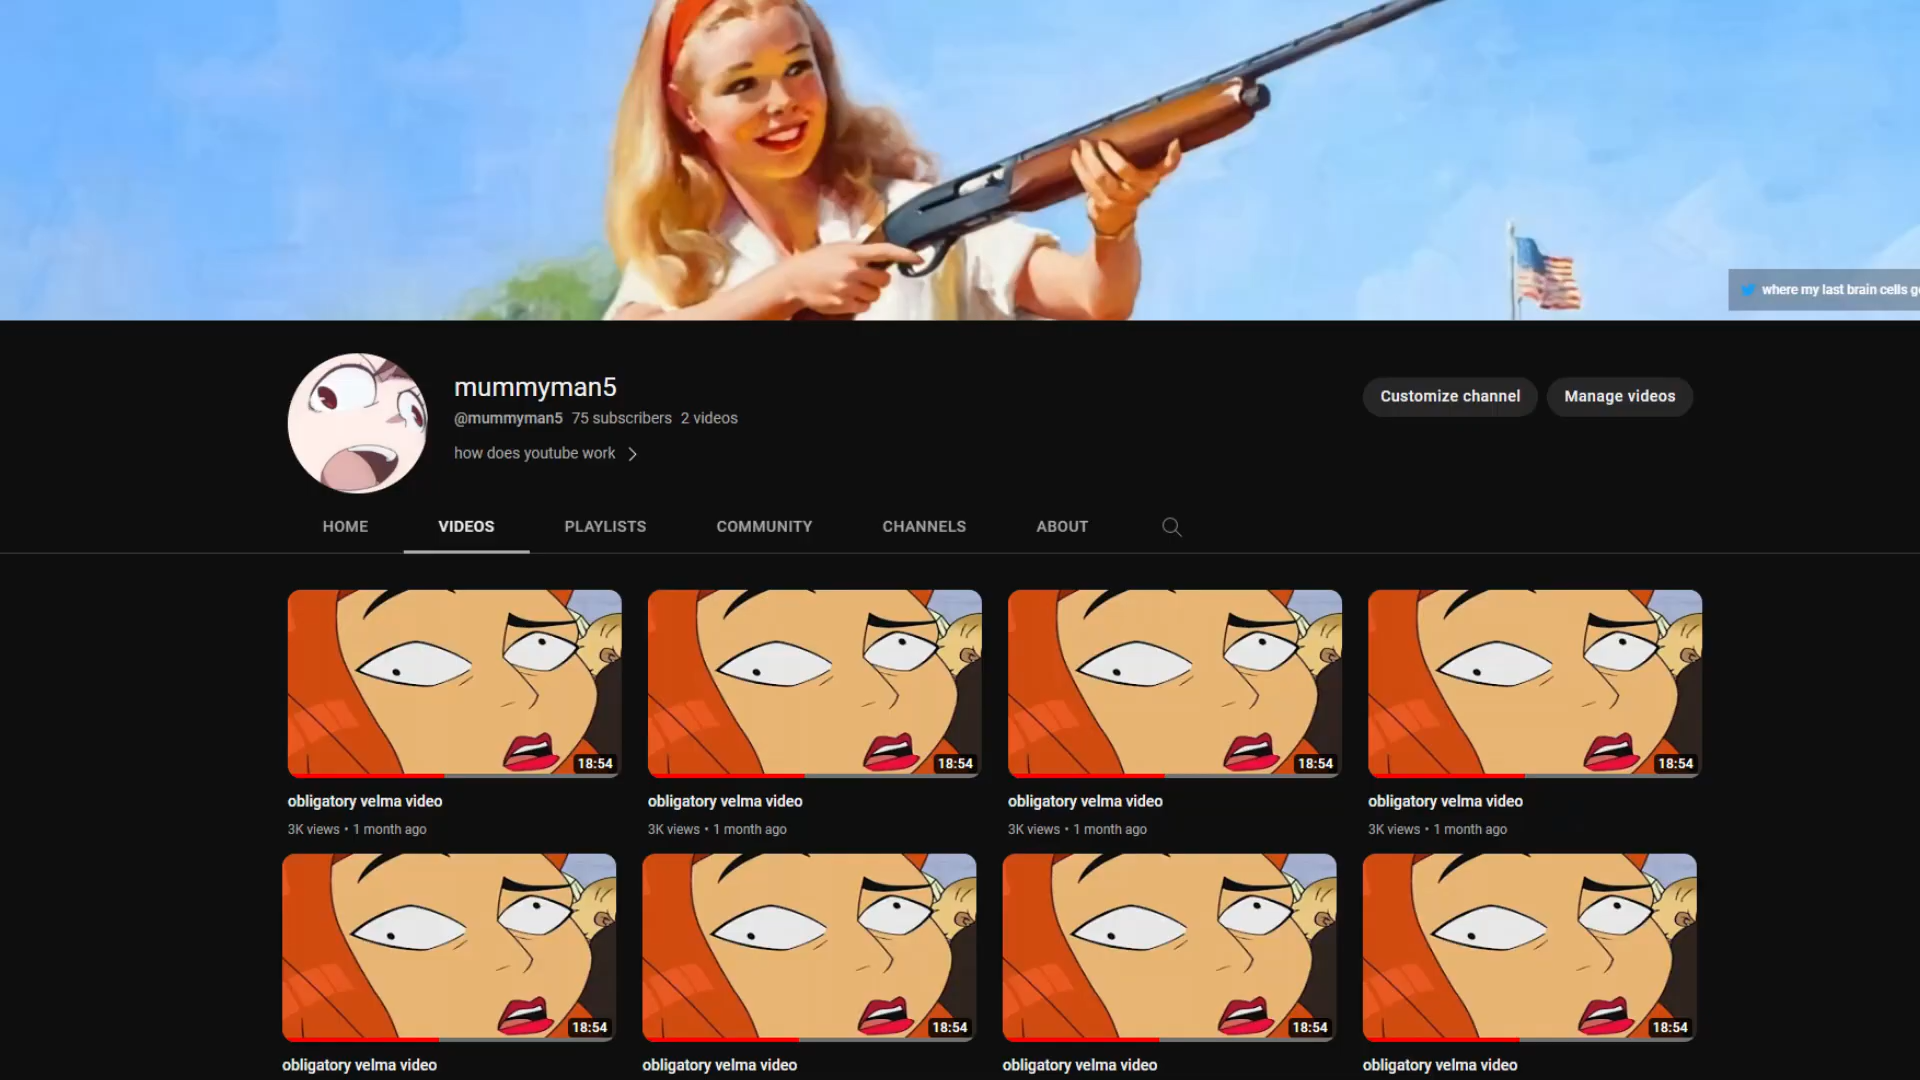 where my last brain cells g
mummyman5
Customize channel Manage videos
@mummyman5 75 subscribers 2 videos
how does youtube work
HOME VIDEOS PLAYLISTS COMMUNITY CHANNELS ABOUT
18:54 18:54 18:54 18:54
obligatory velma video obligatory velma video obligatory velma video obligatory velma video
3K views • 1 month ago 3K views • 1 month ago 3K views • 1 month ago 3K views • 1 month ago
18:54 18:54 18:54 18:54
obligatory velma video obligatory velma video obligatory velma video obligatory velma video